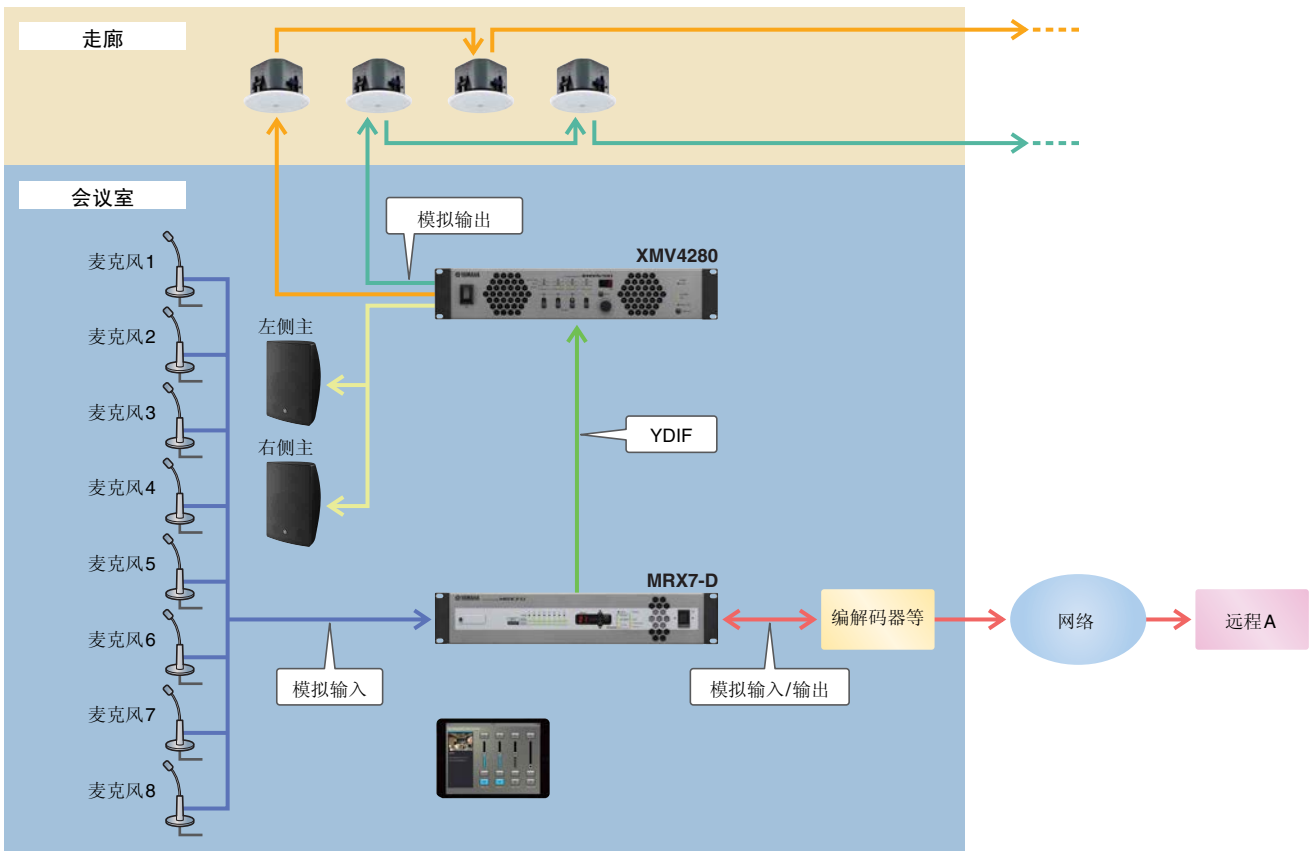 走廊
会议室
模拟输出
XMV4280
YAMAHA
麦克风1
麦克风2
麦克风3
麦克风4
麦克风5
麦克风6
麦克风7
麦克风8
左侧主
右侧主
YDIF
MRX7-D
YAMAHA
模拟输入
模拟输入/输出
编解码器等
网络
远程A